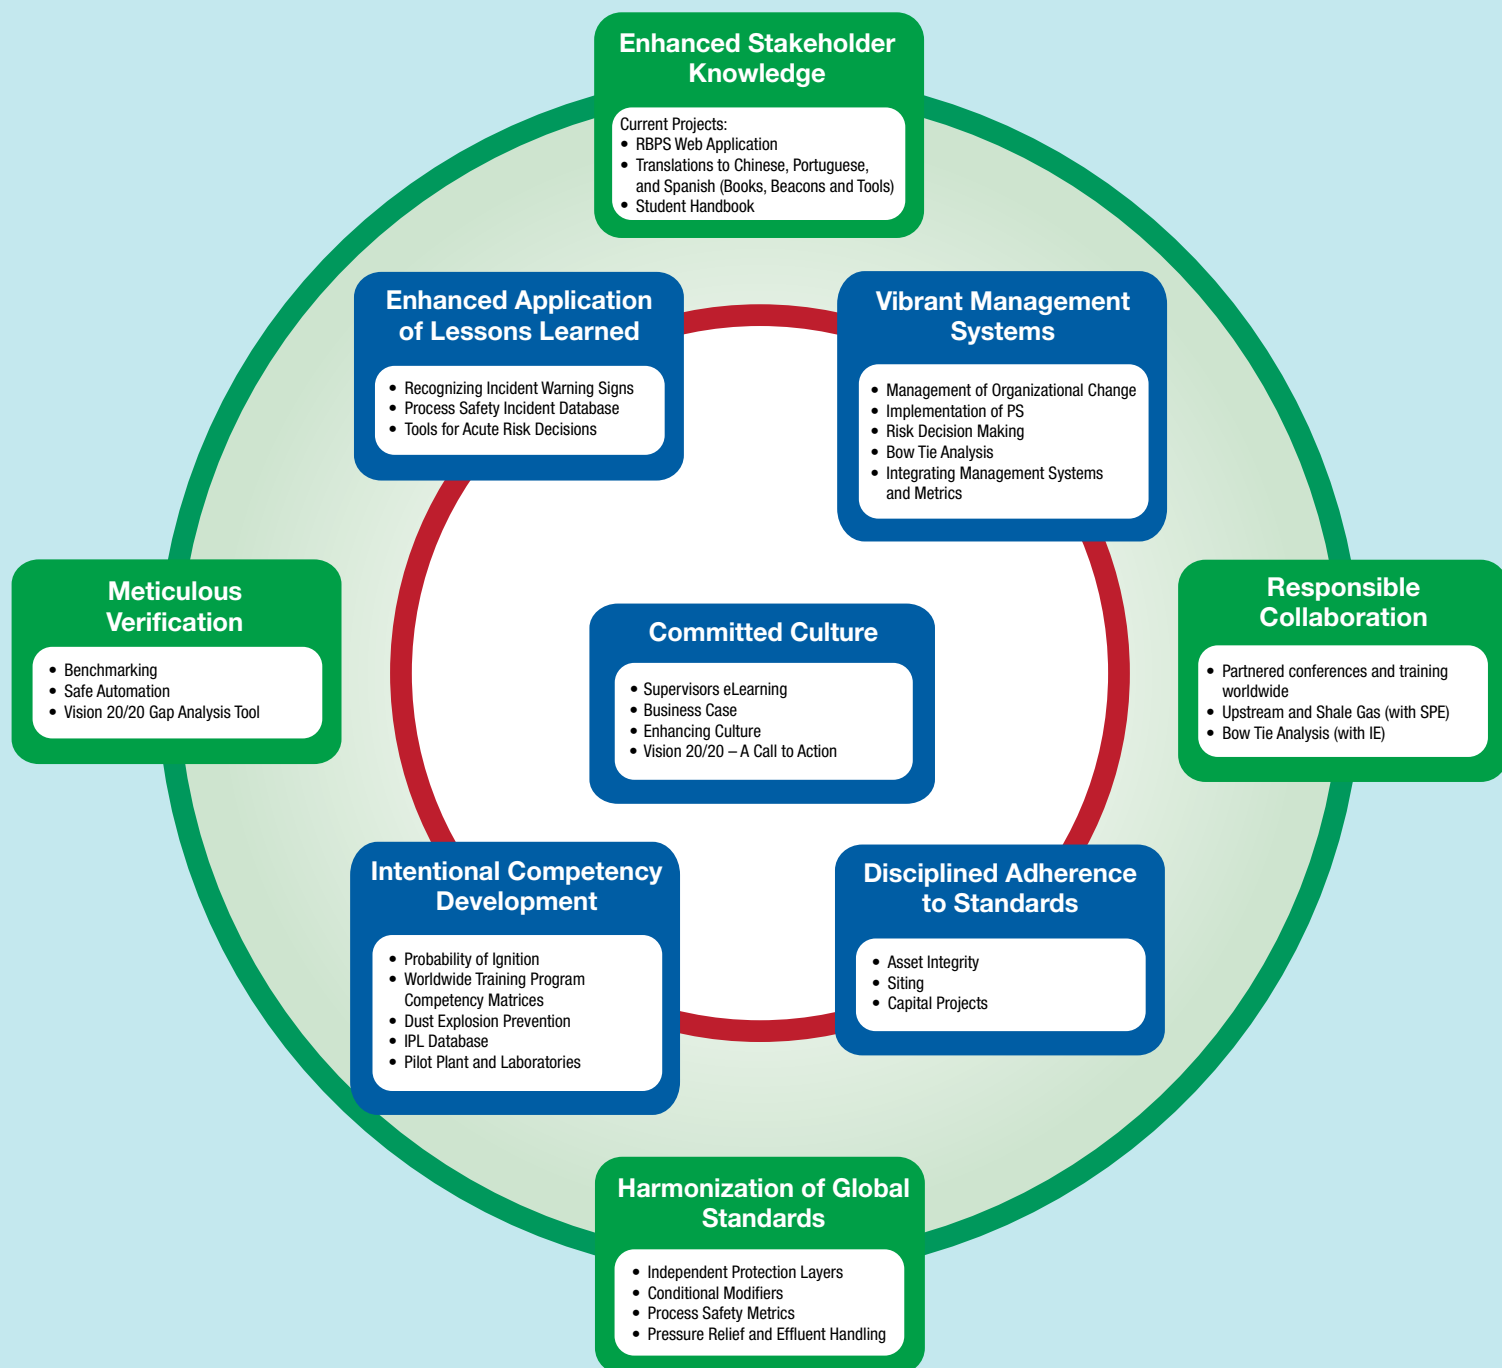 Enhanced Stakeholder
Knowledge
Current Projects:
• RBPS Web Application
• Translations to Chinese, Portuguese,
and Spanish (Books, Beacons and Tools)
• Student Handbook
Enhanced Application
of Lessons Learned
• Recognizing Incident Warning Signs
• Process Safety Incident Database
• Tools for Acute Risk Decisions
Vibrant Management
Systems
• Management of Organizational Change
• Implementation of PS
• Risk Decision Making
• Bow Tie Analysis
• Integrating Management Systems
and Metrics
Meticulous
Verification
• Benchmarking
• Safe Automation
• Vision 20/20 Gap Analysis Tool
Committed Culture
• Supervisors eLearning
• Business Case
• Enhancing Culture
• Vision 20/20 – A Call to Action
Responsible
Collaboration
• Partnered conferences and training
worldwide
• Upstream and Shale Gas (with SPE)
• Bow Tie Analysis (with IE)
Intentional Competency
Development
• Probability of Ignition
• Worldwide Training Program
Competency Matrices
• Dust Explosion Prevention
• IPL Database
• Pilot Plant and Laboratories
Disciplined Adherence
to Standards
• Asset Integrity
• Siting
• Capital Projects
Harmonization of Global
Standards
• Independent Protection Layers
• Conditional Modifiers
• Process Safety Metrics
• Pressure Relief and Effluent Handling